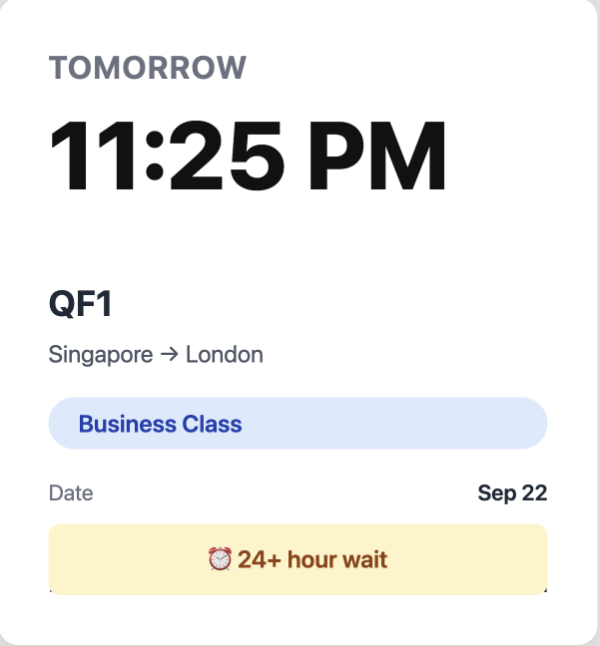 TOMORROW
11:25 PM
QF1
Singapore → London
Business Class
Date Sep 22
⏰ 24+ hour wait